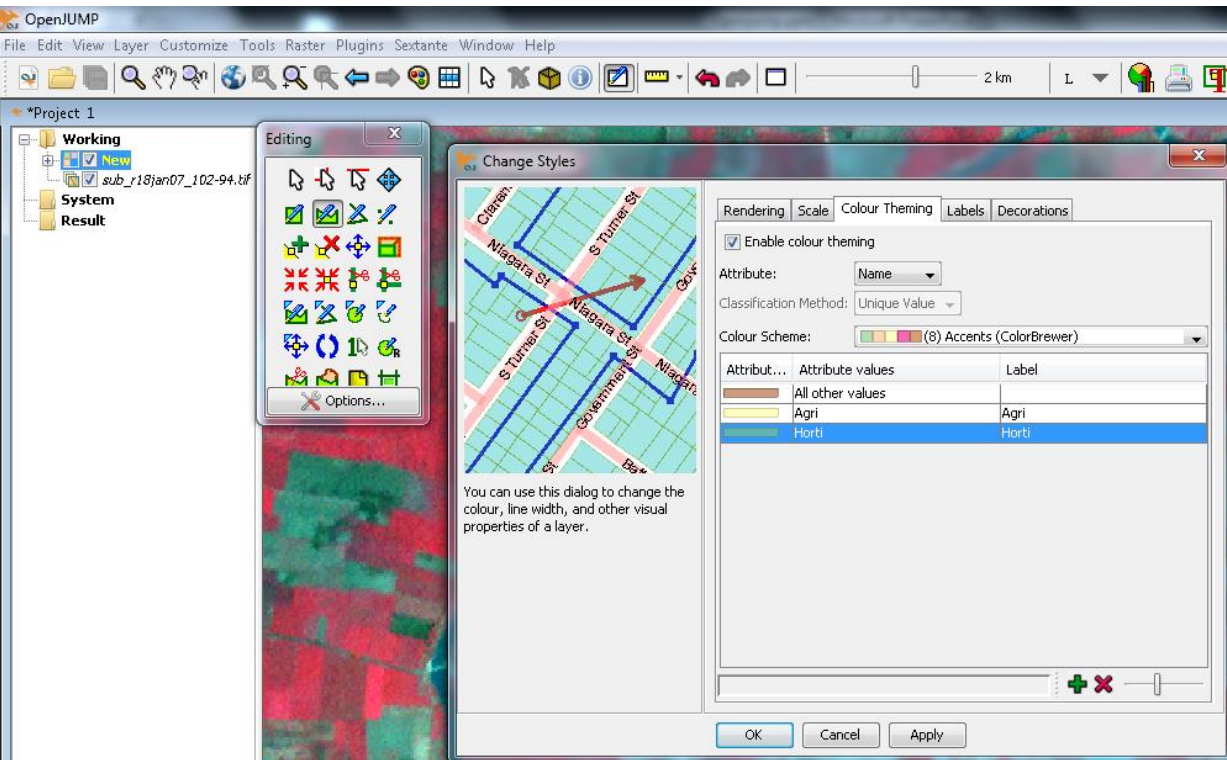 OpenJUMP
File Edit View Layer Customize Tools Raster Plugins Sextante Window Help
2 km L
*Project 1
Working
New
sub_r18jan07_102-94.tif
System
Result
Editing
Options...
Change Styles
S Turner St
Niagara St
Niagara St
S Turner St
Government
Niagara
St
You can use this dialog to change the
colour, line width, and other visual
properties of a layer.
Rendering Scale Colour Theming Labels Decorations
Enable colour theming
Attribute: Name
Classification Method: Unique Value
Colour Scheme: (8) Accents (ColorBrewer)
Attribut... Attribute values Label
All other values
Agri Agri
Horti Horti
OK Cancel Apply